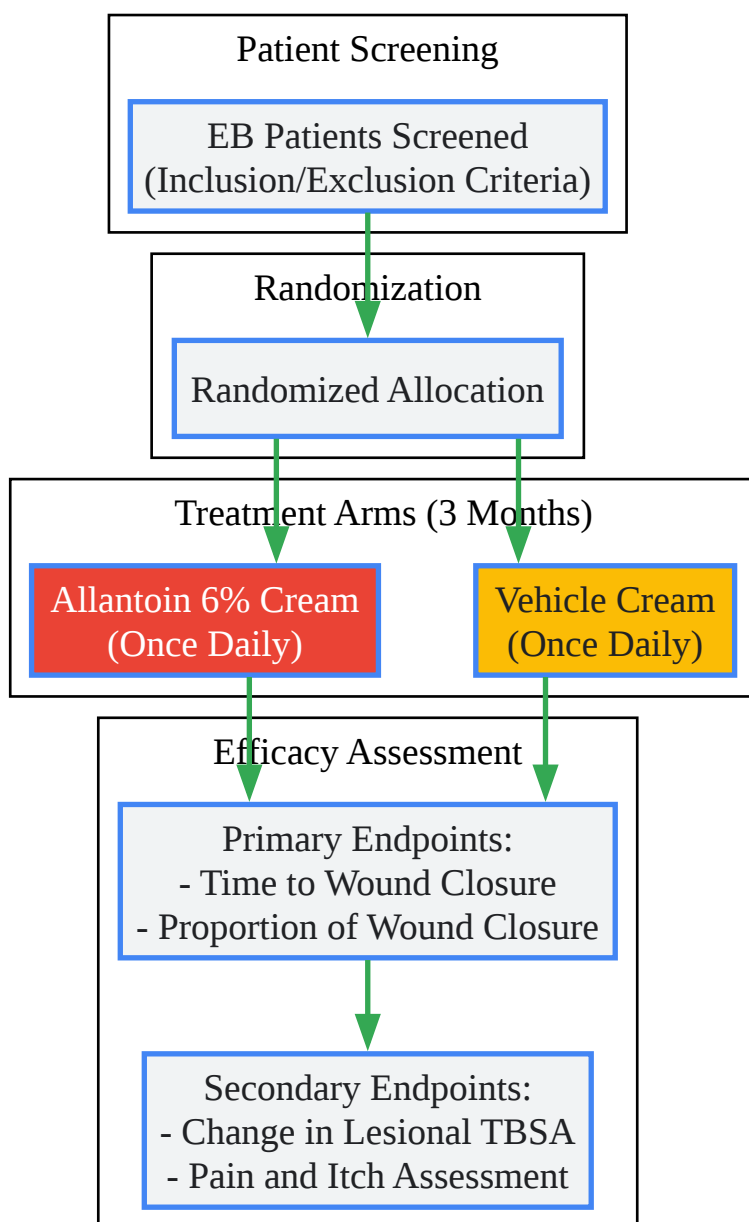 Patient Screening
EB Patients Screened
(Inclusion/Exclusion Criteria)
Randomization
Randomized Allocation
Treatment Arms (3 Months)
Allantoin 6% Cream
(Once Daily)
Vehicle Cream
(Once Daily)
Efficacy Assessment
Primary Endpoints:
- Time to Wound Closure
- Proportion of Wound Closure
Secondary Endpoints:
- Change in Lesional TBSA
- Pain and Itch Assessment